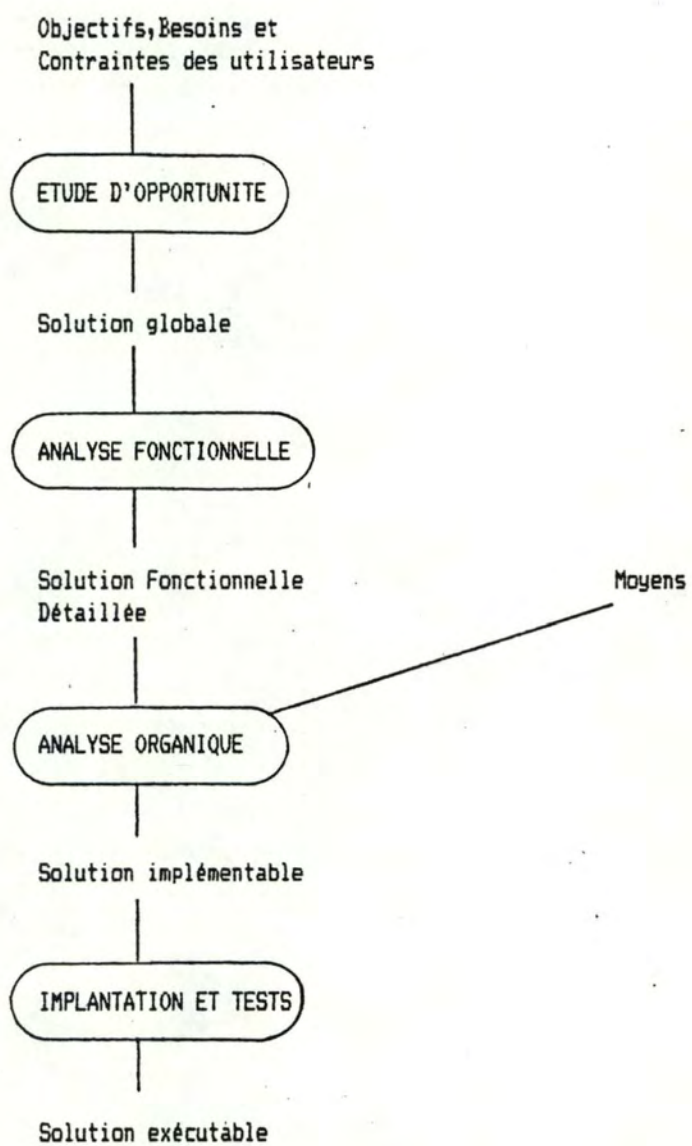 Objectifs,Besoins et
Contraintes des utilisateurs
ETUDE D'OPPORTUNITE
Solution globale
ANALYSE FONCTIONNELLE
Solution Fonctionnelle
Détaillée
Moyens
ANALYSE ORGANIQUE
Solution implémentable
IMPLANTATION ET TESTS
Solution exécutable